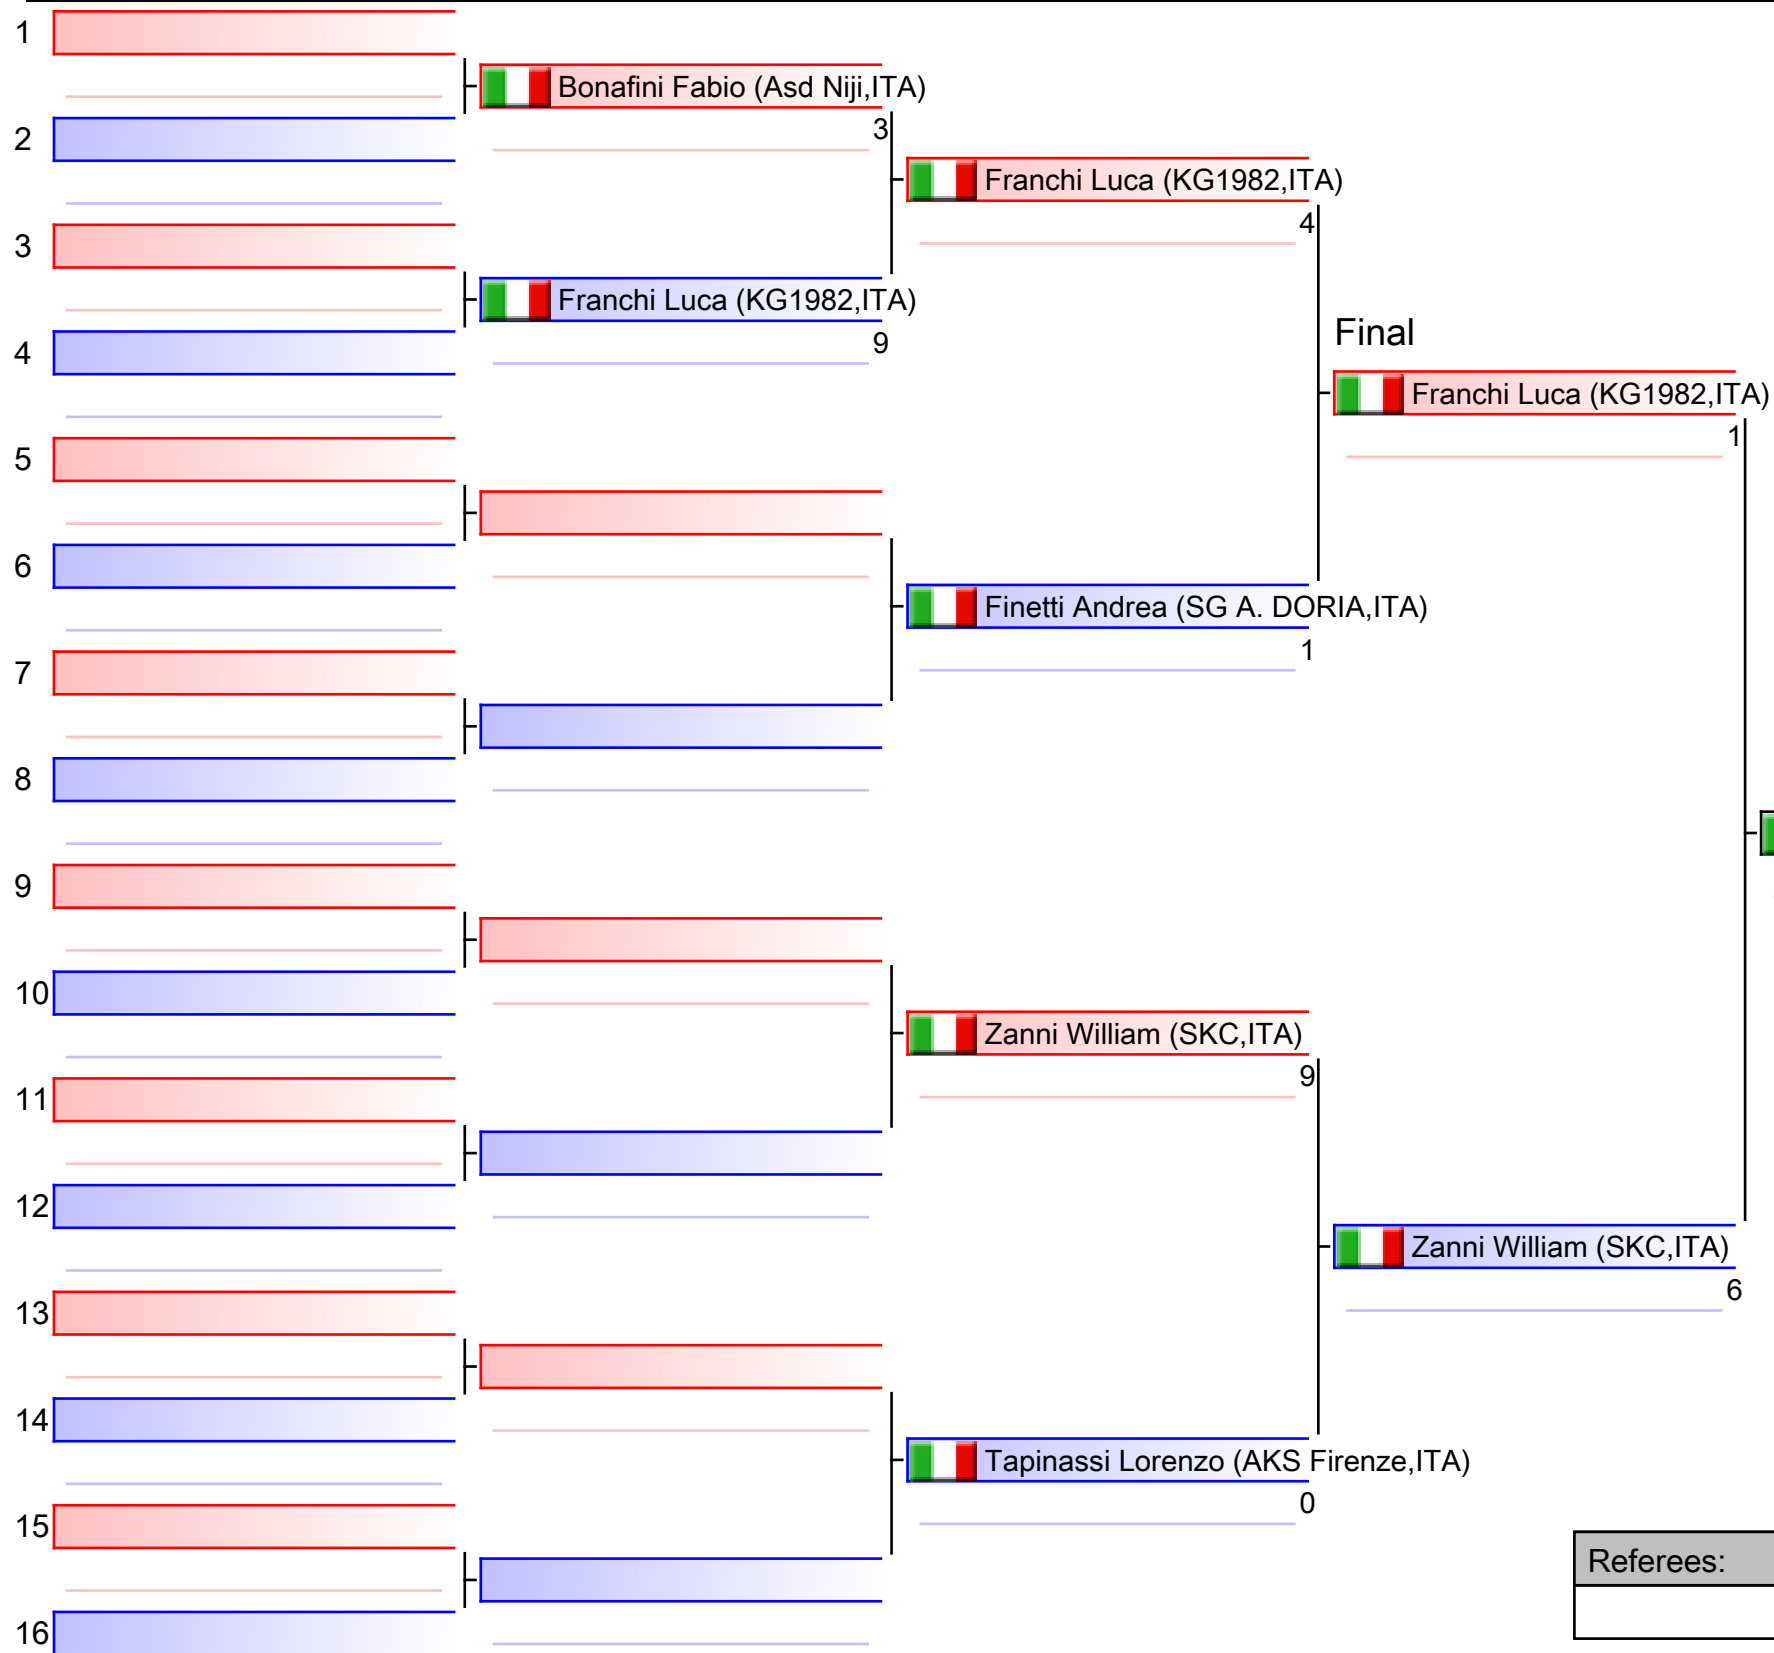 1
Bonafini Fabio (Asd Niji,ITA)
3
2
Franchi Luca (KG1982,ITA)
4
3
Franchi Luca (KG1982,ITA)
9
Final
4
Franchi Luca (KG1982,ITA)
1
5
6
Finetti Andrea (SG A. DORIA,ITA)
1
7
8
9
10
Zanni William (SKC,ITA)
9
11
12
Zanni William (SKC,ITA)
6
13
14
Tapinassi Lorenzo (AKS Firenze,ITA)
0
15
Referees:
16